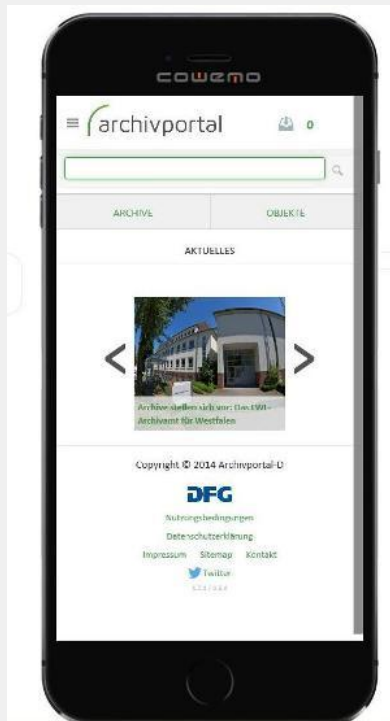 cowemo
archivportal
0
ARCHIVE OBJEKTE
AKTUELLES
Archive stellen sich vor: Das LWL-
Archivamt für Westfalen
Copyright © 2014 Archivportal-D
DFG
Nutzungsbedingungen
Datenschutzerklärung
Impressum Sitemap Kontakt
Twitter